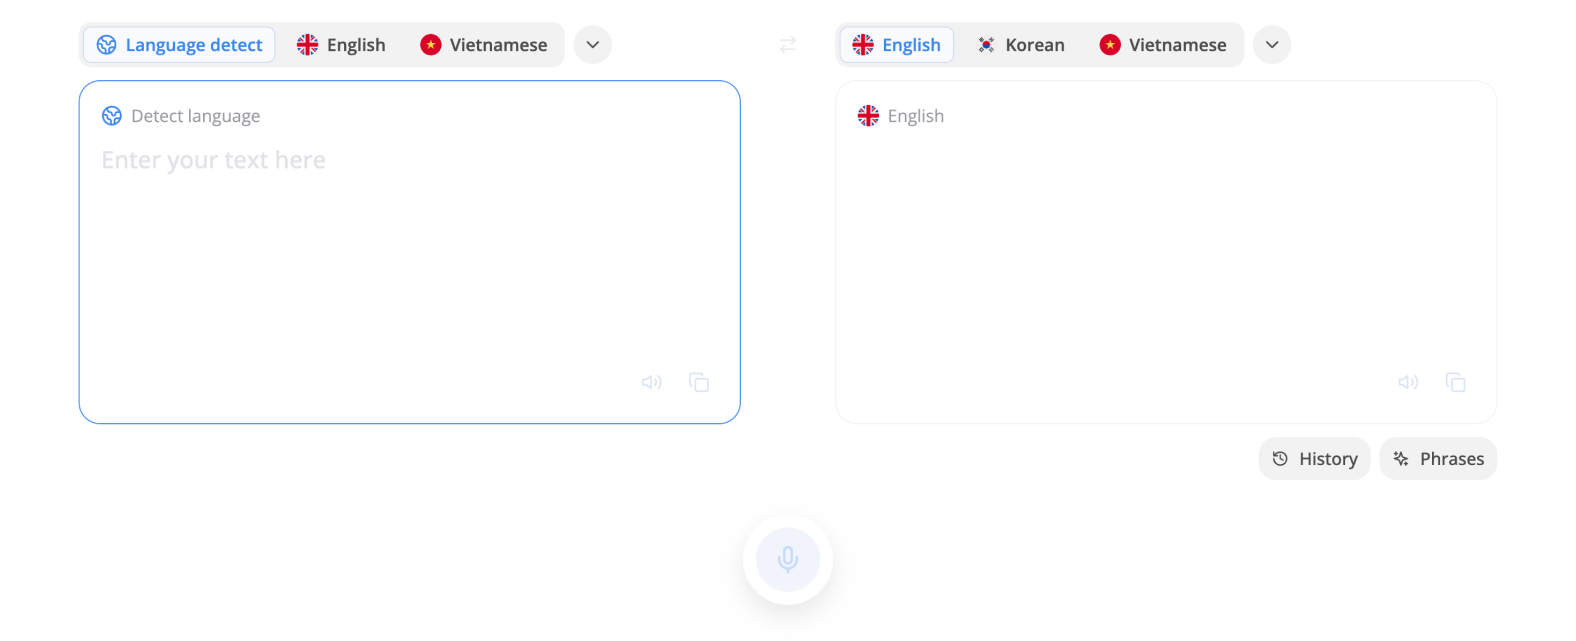 Language detect English Vietnamese
English Korean Vietnamese
Detect language
Enter your text here
English
History Phrases